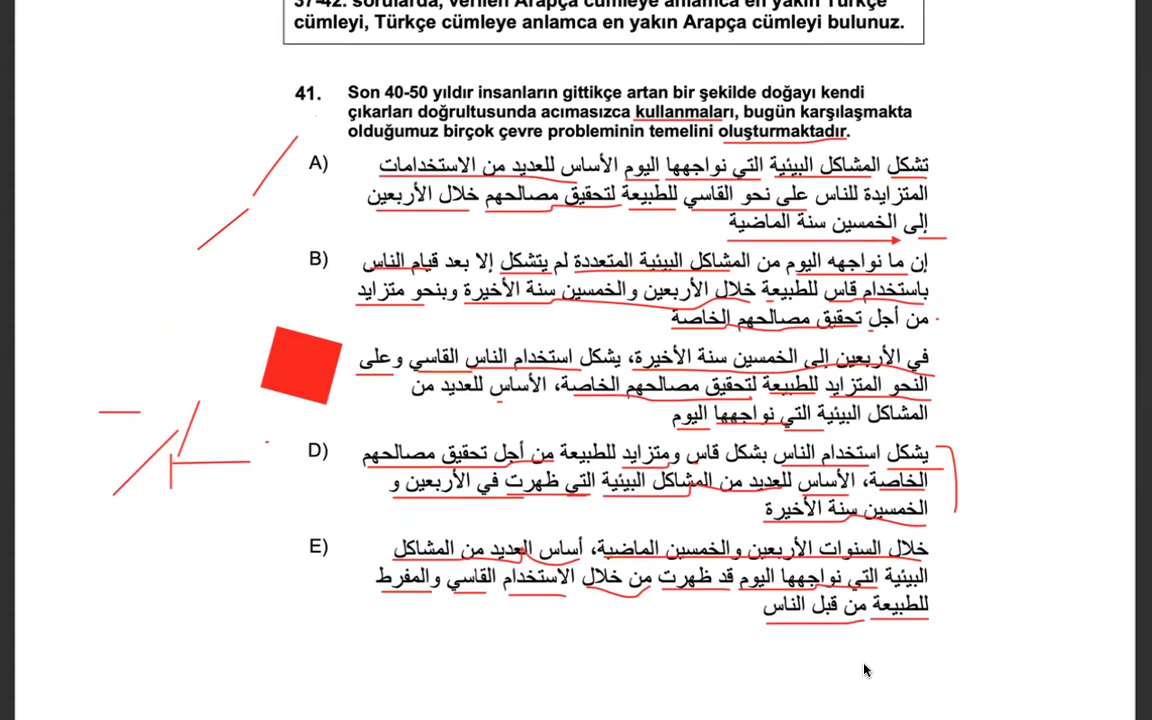 37-42. sorularda, verilen Arapça cümleye anlamca en yakın Türkçe
cümleyi, Türkçe cümleye anlamca en yakın Arapça cümleyi bulunuz.
41. Son 40-50 yıldır insanların gittikçe artan bir şekilde doğayı kendi
çıkarları doğrultusunda acımasızca kullanmaları, bugün karşılaşmakta
olduğumuz birçok çevre probleminin temelini oluşturmaktadır.
A) تشكل المشاكل البيئية التي نواجهها اليوم الأساس للعديد من الاستخدامات
المتزايدة للناس على نحو القاسي للطبيعة لتحقيق مصالحهم خلال الأربعين
إلى الخمسين سنة الماضية
B) إن ما نواجهه اليوم من المشاكل البيئية المتعددة لم يتشكل إلا بعد قيام الناس
باستخدام قاس للطبيعة خلال الأربعين والخمسين سنة الأخيرة وبنحو متزايد
من أجل تحقيق مصالحهم الخاصة
في الأربعين إلى الخمسين سنة الأخيرة، يشكل استخدام الناس القاسي وعلى
النحو المتزايد للطبيعة لتحقيق مصالحهم الخاصة، الأساس للعديد من
المشاكل البيئية التي نواجهها اليوم
D) يشكل استخدام الناس بشكل قاس ومتزايد للطبيعة من أجل تحقيق مصالحهم
الخاصة، الأساس للعديد من المشاكل البيئية التي ظهرت في الأربعين و
الخمسين سنة الأخيرة
E) خلال السنوات الأربعين والخمسين الماضية، أساس العديد من المشاكل
البيئية التي نواجهها اليوم قد ظهرت من خلال الاستخدام القاسي والمفرط
للطبيعة من قبل الناس